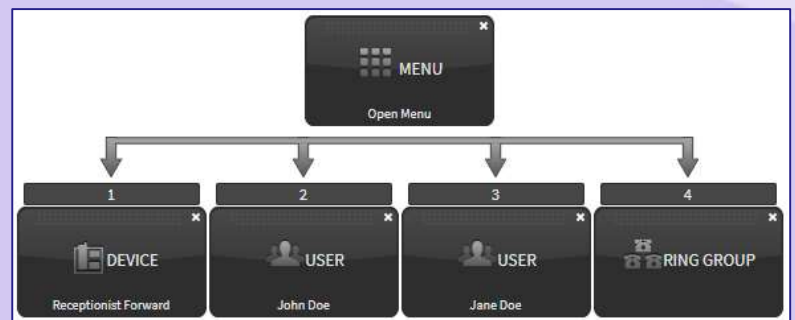 MENU
Open Menu
1
2
3
4
DEVICE
USER
USER
RING GROUP
Receptionist Forward
John Doe
Jane Doe